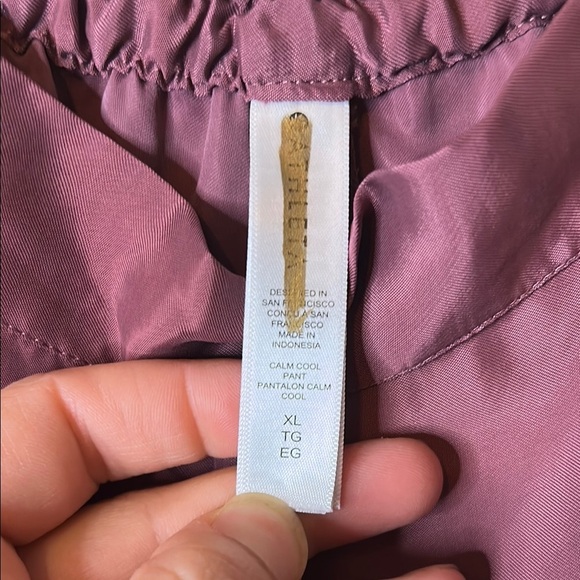 ATHLETA
DESIGNED IN
SAN FRANCISCO
CONÇU A SAN
FRANCISCO
MADE IN
INDONESIA
CALM COOL
PANT
PANTALON CALM
COOL
XL
TG
EG